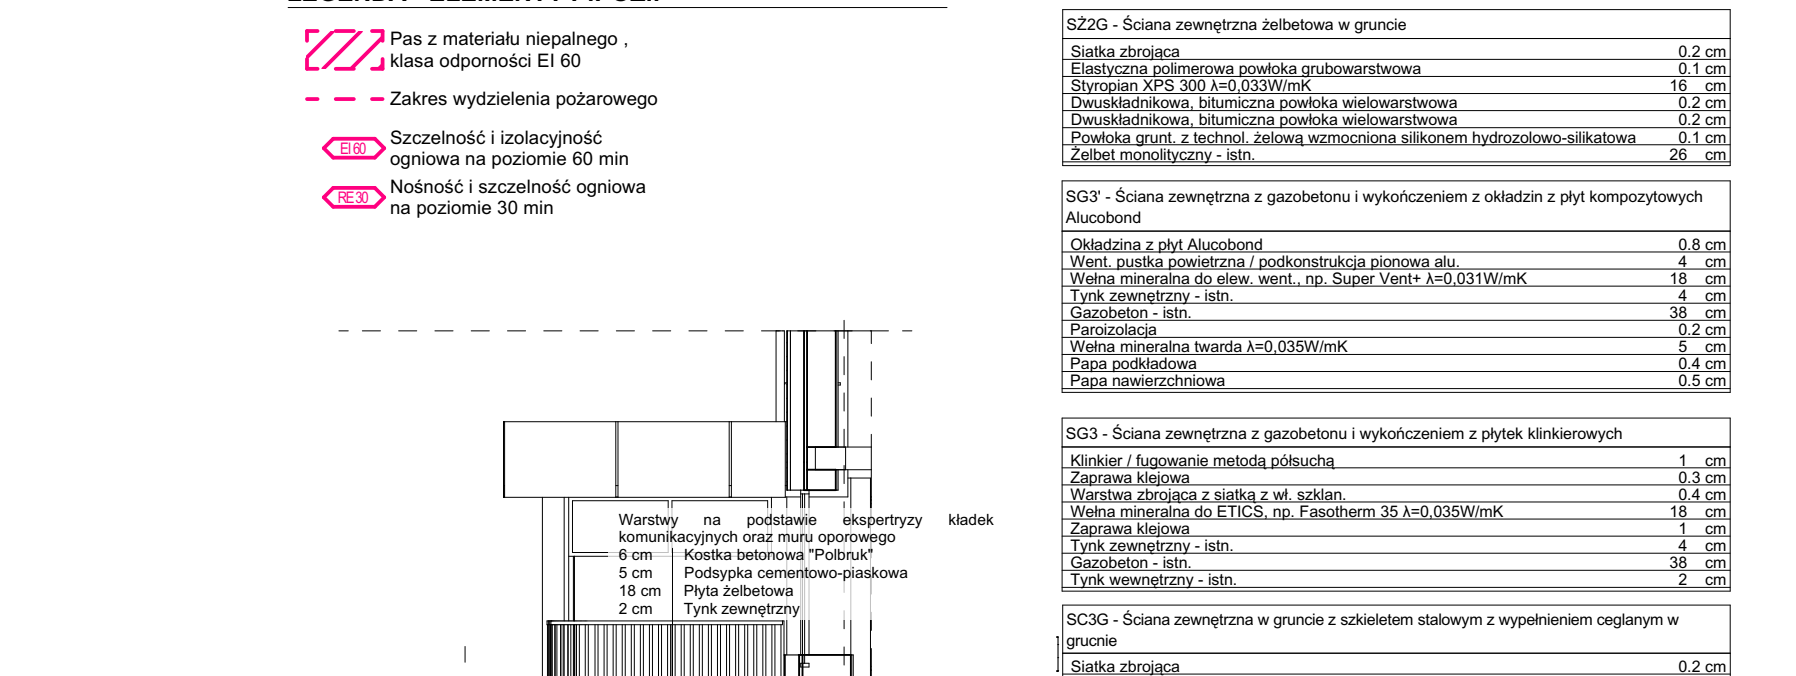 Pas z materiału niepalnego ,
klasa odporności EI 60
Zakres wydzielenia pożarowego
EI 60
Szczelność i izolacyjność
ogniowa na poziomie 60 min
RE 30
Nośność i szczelność ogniowa
na poziomie 30 min
Warstwy na podstawie ekspertryzy kładek
komunikacyjnych oraz muru oporowego
6 cm Kostka betonowa "Polbruk"
5 cm Podsypka cementowo-piaskowa
18 cm Płyta żelbetowa
2 cm Tynk zewnętrzny
SŻ2G - Ściana zewnętrzna żelbetowa w gruncie
Siatka zbrojąca 0.2 cm
Elastyczna polimerowa powłoka grubowarstwowa 0.1 cm
Styropian XPS 300 λ=0,033W/mK 16 cm
Dwuskładnikowa, bitumiczna powłoka wielowarstwowa 0.2 cm
Dwuskładnikowa, bitumiczna powłoka wielowarstwowa 0.2 cm
Powłoka grunt. z technol. żelową wzmocniona silikonem hydrozolowo-silikatowa 0.1 cm
Żelbet monolityczny - istn. 26 cm
SG3' - Ściana zewnętrzna z gazobetonu i wykończeniem z okładzin z płyt kompozytowych
Alucobond
Okładzina z płyt Alucobond 0.8 cm
Went. pustka powietrzna / podkonstrukcja pionowa alu. 4 cm
Wełna mineralna do elew. went., np. Super Vent+ λ=0,031W/mK 18 cm
Tynk zewnętrzny - istn. 4 cm
Gazobeton - istn. 38 cm
Paroizolacja 0.2 cm
Wełna mineralna twarda λ=0,035W/mK 5 cm
Papa podkładowa 0.4 cm
Papa nawierzchniowa 0.5 cm
SG3 - Ściana zewnętrzna z gazobetonu i wykończeniem z płytek klinkierowych
Klinkier / fugowanie metodą półsuchą 1 cm
Zaprawa klejowa 0.3 cm
Warstwa zbrojąca z siatką z wł. szklan. 0.4 cm
Wełna mineralna do ETICS, np. Fasotherm 35 λ=0,035W/mK 18 cm
Zaprawa klejowa 1 cm
Tynk zewnętrzny - istn. 4 cm
Gazobeton - istn. 38 cm
Tynk wewnętrzny - istn. 2 cm
SC3G - Ściana zewnętrzna w gruncie z szkieletem stalowym z wypełnieniem ceglanym w
grucnie
Siatka zbrojąca 0.2 cm